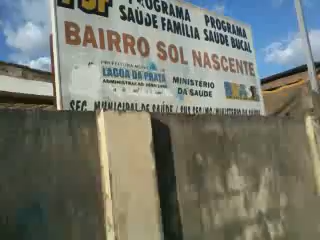 PSF PROGRAMA PROGRAMA
SAÚDE FAMÍLIA SAÚDE BUCAL
BAIRRO SOL NASCENTE
LAGOA DA PRATA MINISTÉRIO
DA SAÚDE
SEC. MUNICIPAL DE SAÚDE